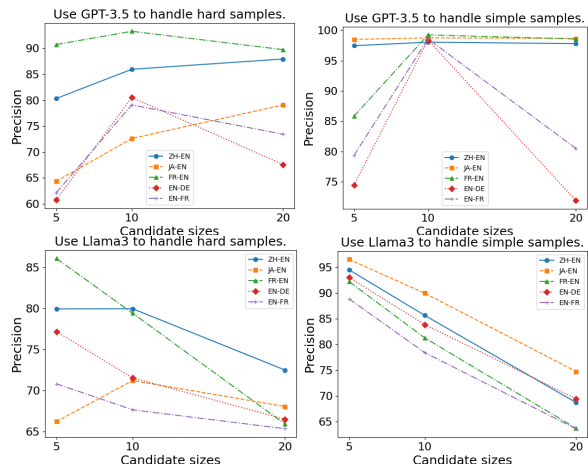 Use GPT-3.5 to handle hard samples.
Precision
90
85
80
75
70
65
60
5
10
20
Candidate sizes
ZH-EN
JA-EN
FR-EN
EN-DE
EN-FR
Use GPT-3.5 to handle simple samples.
Precision
100
95
90
85
80
75
5
10
20
Candidate sizes
ZH-EN
JA-EN
FR-EN
EN-DE
EN-FR
Use Llama3 to handle hard samples.
Precision
85
80
75
70
65
5
10
20
Candidate sizes
ZH-EN
JA-EN
FR-EN
EN-DE
EN-FR
Use Llama3 to handle simple samples.
Precision
95
90
85
80
75
70
65
5
10
20
Candidate sizes
ZH-EN
JA-EN
FR-EN
EN-DE
EN-FR